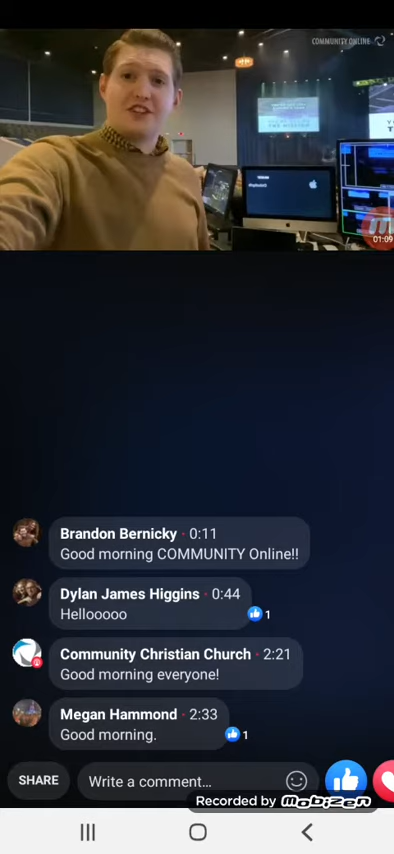 COMMUNITY ONLINE
01:09
Brandon Bernicky • 0:11
Good morning COMMUNITY Online!!
Dylan James Higgins • 0:44
Hellooooo
1
Community Christian Church • 2:21
Good morning everyone!
Megan Hammond • 2:33
Good morning.
1
SHARE
Write a comment...
Recorded by Mobizen